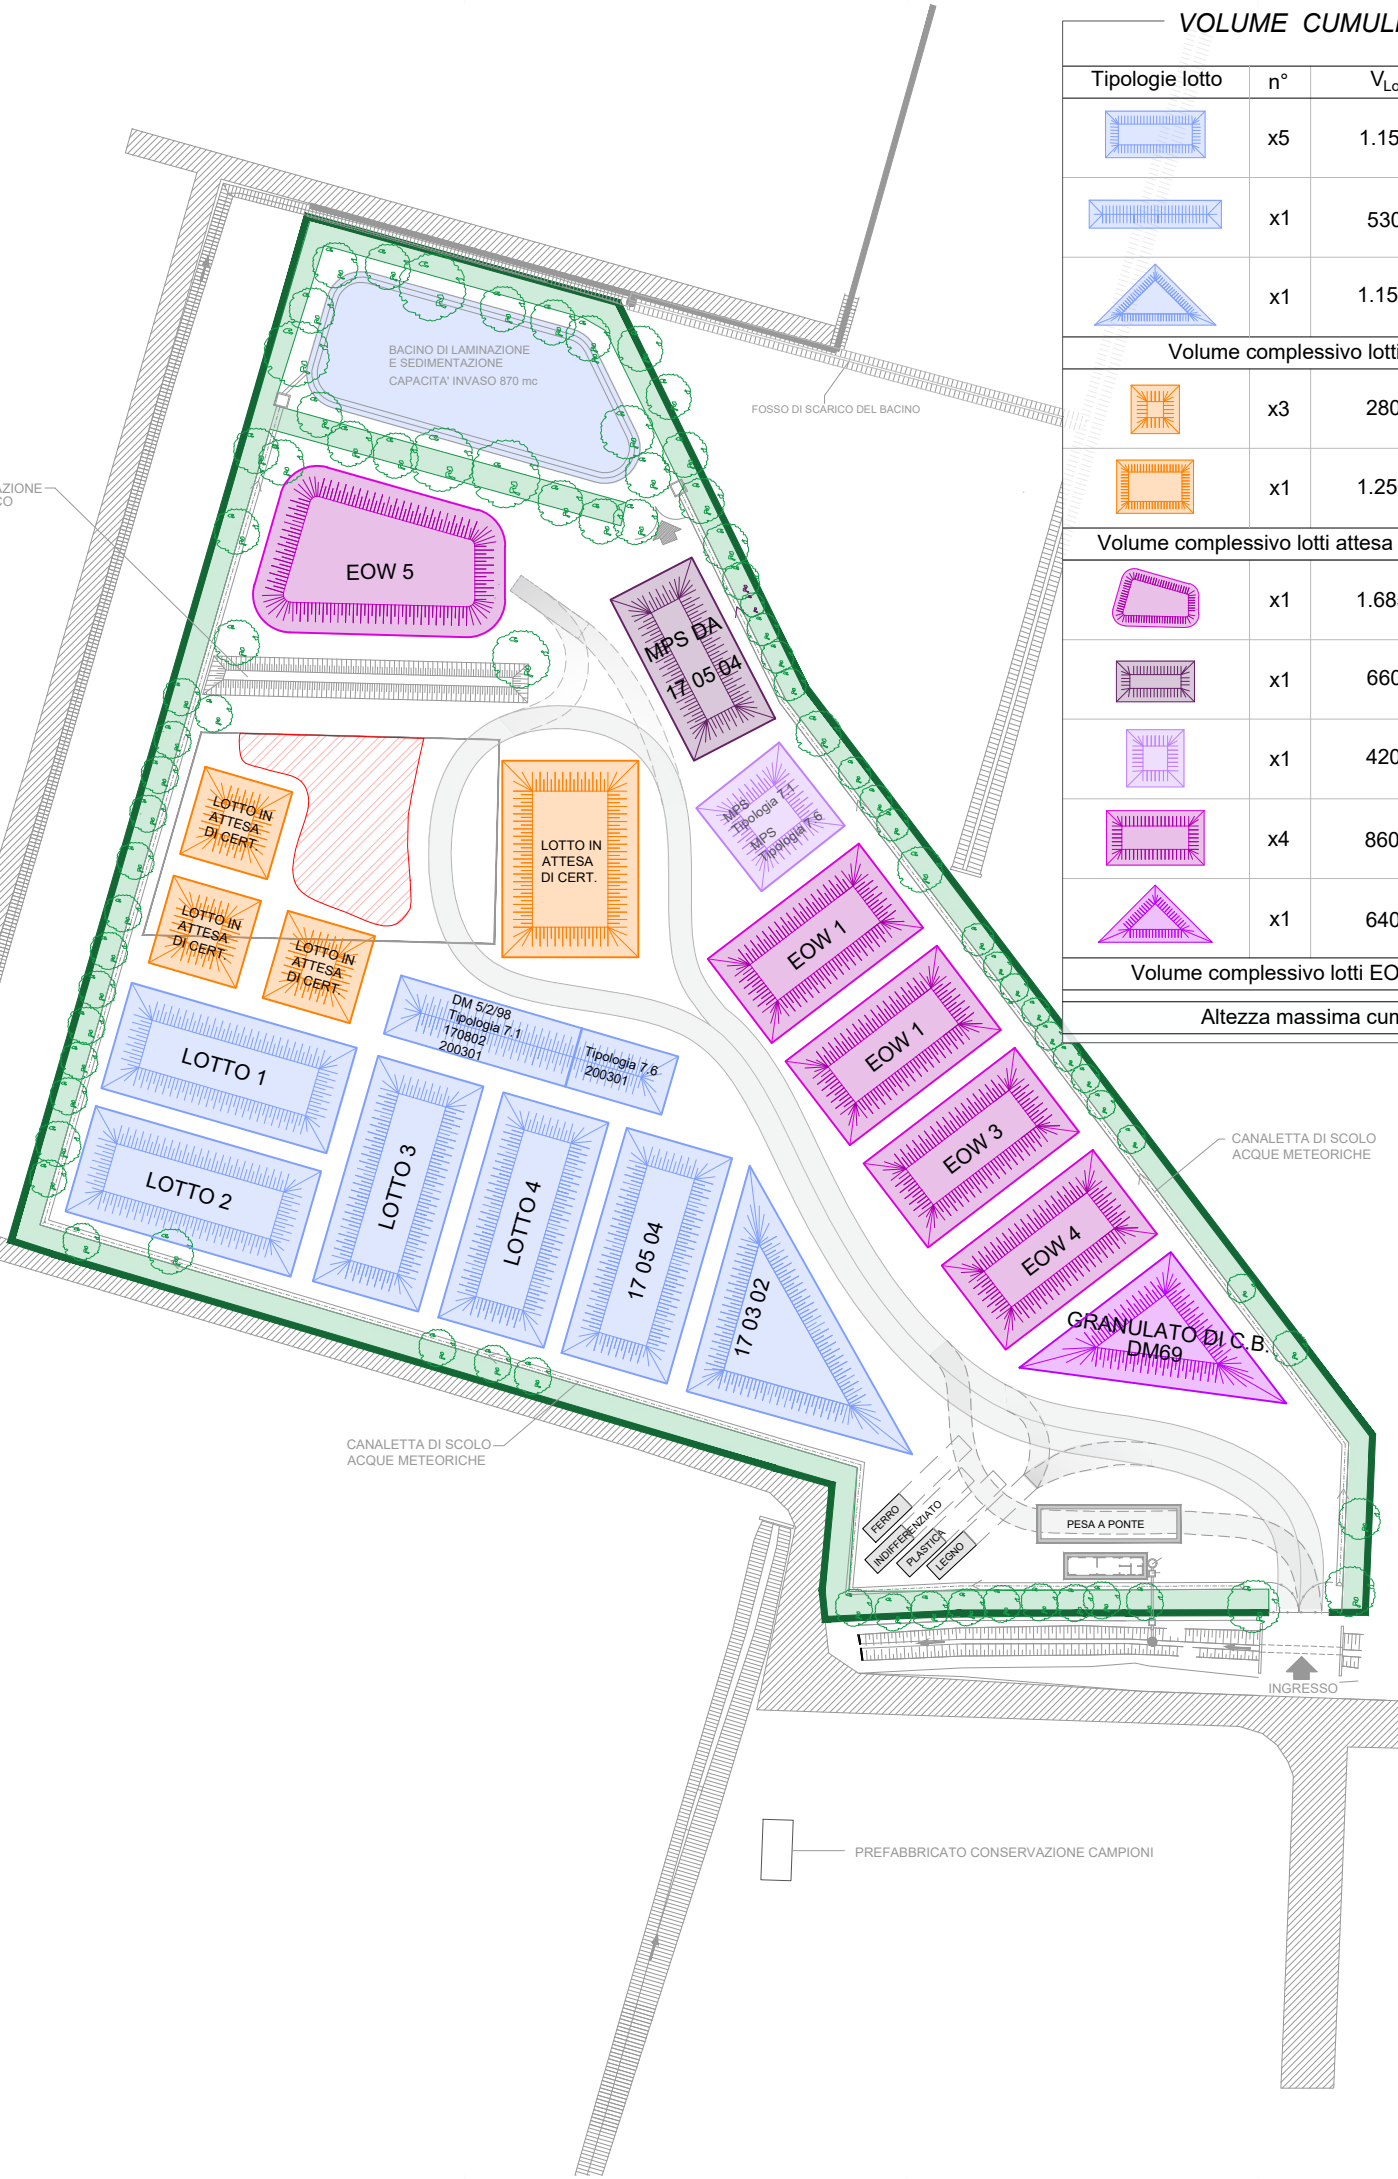 VOLUME CUMULI
Tipologie lotto
n°
V
x5
1.15
x1
530
x1
1.15
Volume complessivo lotti
x3
280
x1
1.25
Volume complessivo lotti attesa
x1
1.68
x1
660
x1
420
x4
860
x1
640
Volume complessivo lotti EO
Altezza massima cum
BACINO DI LAMINAZIONE
E SEDIMENTAZIONE
CAPACITA' INVASO 870 mc
FOSSO DI SCARICO DEL BACINO
AZIONE
CO
EOW 5
MPS DA
17 05 04
MPS
Tipologia 7.1
MPS
Tipologia 7.6
LOTTO IN
ATTESA
DI CERT.
LOTTO IN
ATTESA
DI CERT.
LOTTO IN
ATTESA
DI CERT.
LOTTO IN
ATTESA
DI CERT.
EOW 1
EOW 1
EOW 3
EOW 4
GRANULATO DI C.B.
DM69
DM 5/2/98
Tipologia 7.1
170802
200301
Tipologia 7.6
200301
LOTTO 1
LOTTO 2
LOTTO 3
LOTTO 4
17 05 04
17 03 02
CANALETTA DI SCOLO
ACQUE METEORICHE
CANALETTA DI SCOLO
ACQUE METEORICHE
FERRO
INDIFFERENZIATO
PLASTICA
LEGNO
PESA A PONTE
INGRESSO
PREFABBRICATO CONSERVAZIONE CAMPIONI